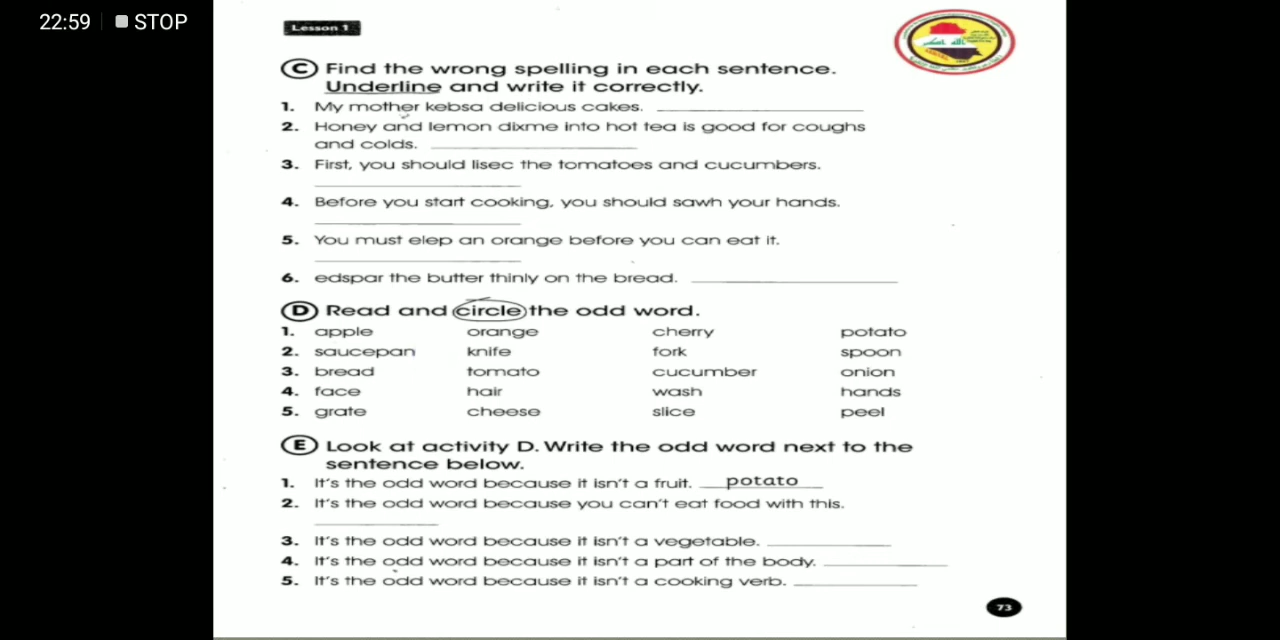 22:59 STOP
Lesson 1
C Find the wrong spelling in each sentence.
Underline and write it correctly.
1. My mother kebsa delicious cakes.
2. Honey and lemon dixme into hot tea is good for coughs
and colds.
3. First, you should lisec the tomatoes and cucumbers.
4. Before you start cooking, you should sawh your hands.
5. You must elep an orange before you can eat it.
6. edspar the butter thinly on the bread.
D Read and circle the odd word.
1. apple orange cherry potato
2. saucepan knife fork spoon
3. bread tomato cucumber onion
4. face hair wash hands
5. grate cheese slice peel
E Look at activity D. Write the odd word next to the
sentence below.
1. It's the odd word because it isn't a fruit. potato
2. It's the odd word because you can't eat food with this.
3. It's the odd word because it isn't a vegetable.
4. It's the odd word because it isn't a part of the body.
5. It's the odd word because it isn't a cooking verb.
73